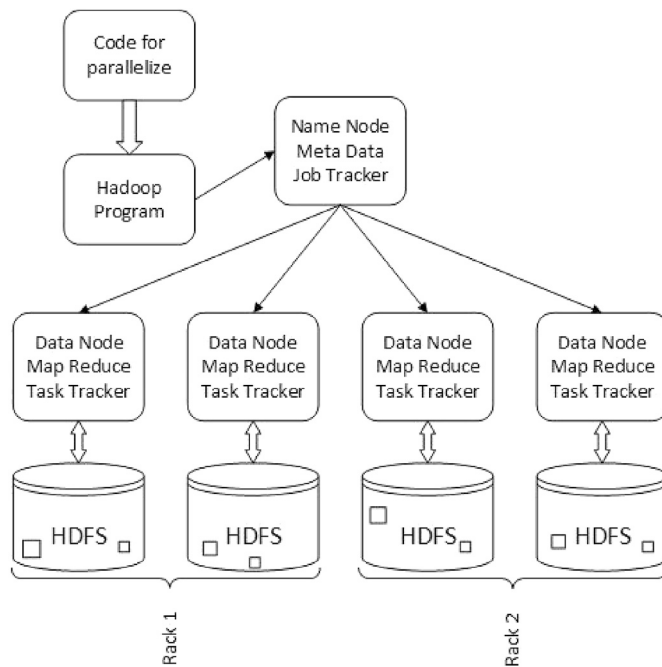 Code for
parallelize
Hadoop
Program
Name Node
Meta Data
Job Tracker
Data Node
Map Reduce
Task Tracker
Data Node
Map Reduce
Task Tracker
Data Node
Map Reduce
Task Tracker
Data Node
Map Reduce
Task Tracker
HDFS
HDFS
HDFS
HDFS
Rack 1
Rack 2